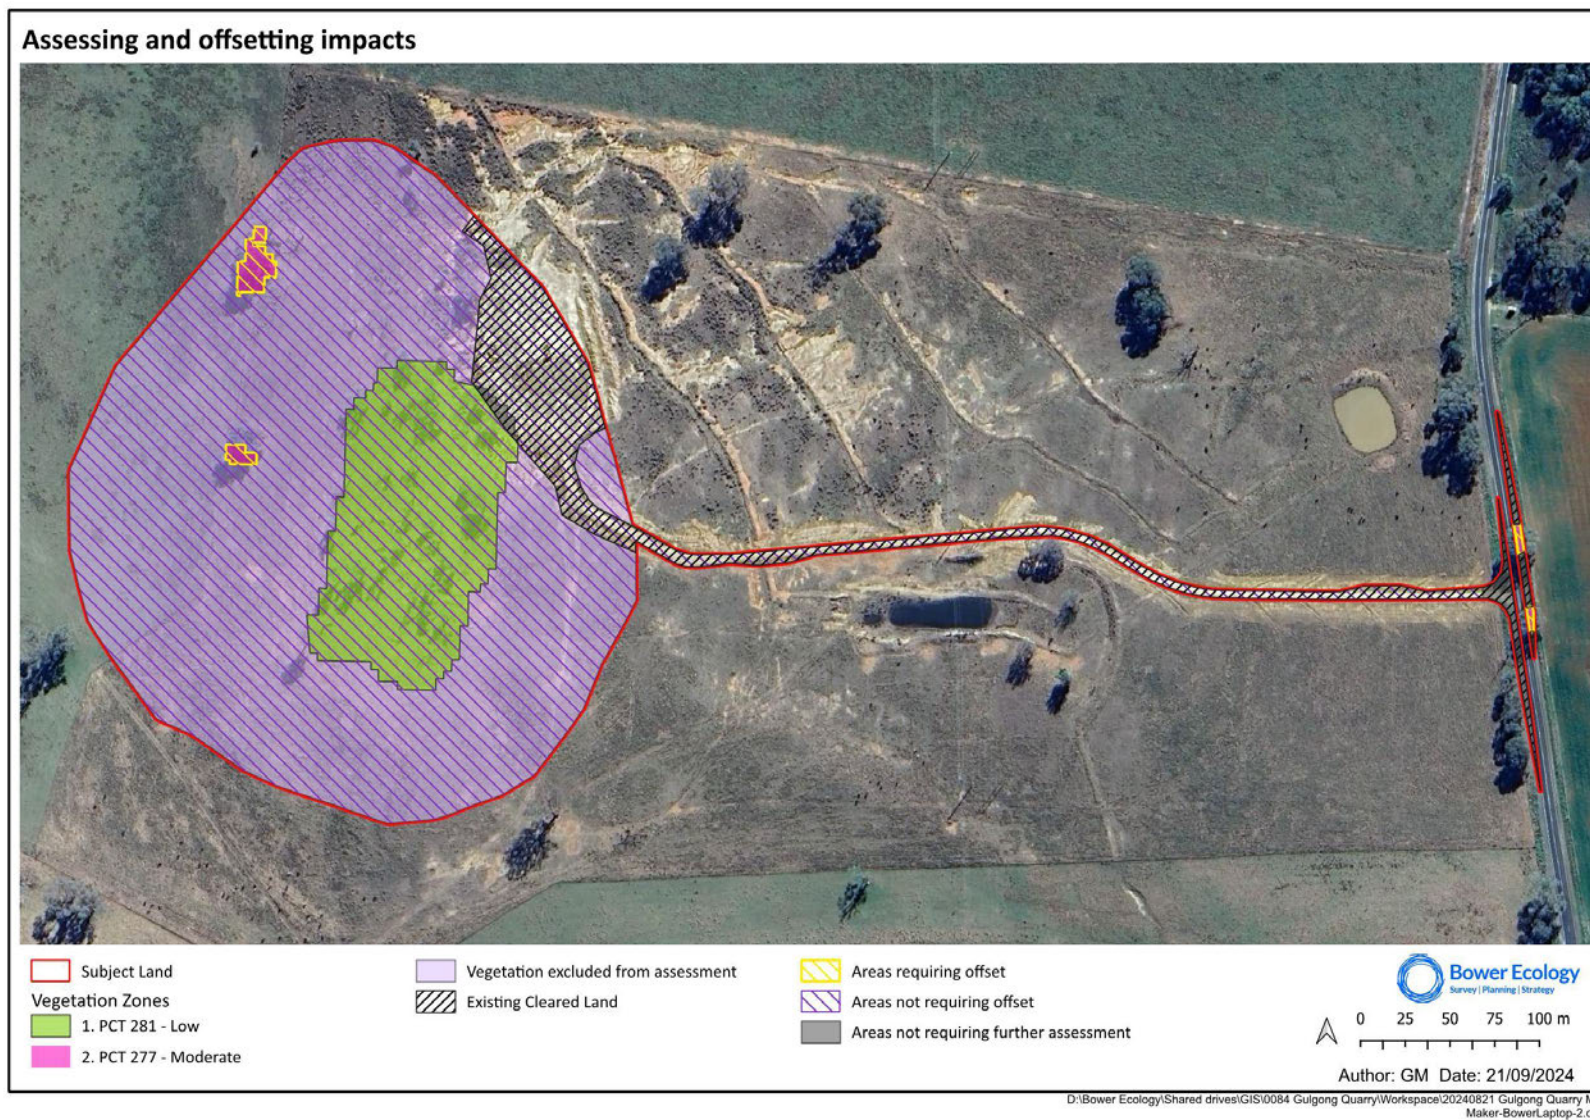 Assessing and offsetting impacts
Subject Land
Vegetation Zones
1. PCT 281 - Low
2. PCT 277 - Moderate
Vegetation excluded from assessment
Existing Cleared Land
Areas requiring offset
Areas not requiring offset
Areas not requiring further assessment
Bower Ecology
Survey | Planning | Strategy
0 25 50 75 100 m
Author: GM Date: 21/09/2024
D:\Bower Ecology\Shared drives\GIS\0084 Gulgong Quarry\Workspace\20240821 Gulgong Quarry
Maker-BowerLaptop-2.